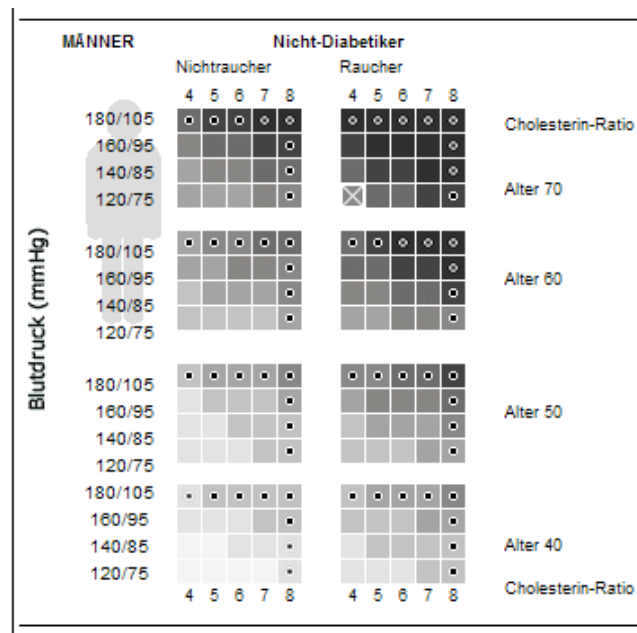 MÄNNER Nicht-Diabetiker
Nichtraucher Raucher
4 5 6 7 8 4 5 6 7 8
180/105 Cholesterin-Ratio
160/95
140/85
120/75 Alter 70
180/105
160/95 Alter 60
140/85
120/75
Blutdruck (mmHg)
180/105
160/95 Alter 50
140/85
120/75
180/105
160/95
140/85 Alter 40
120/75 Cholesterin-Ratio
4 5 6 7 8 4 5 6 7 8